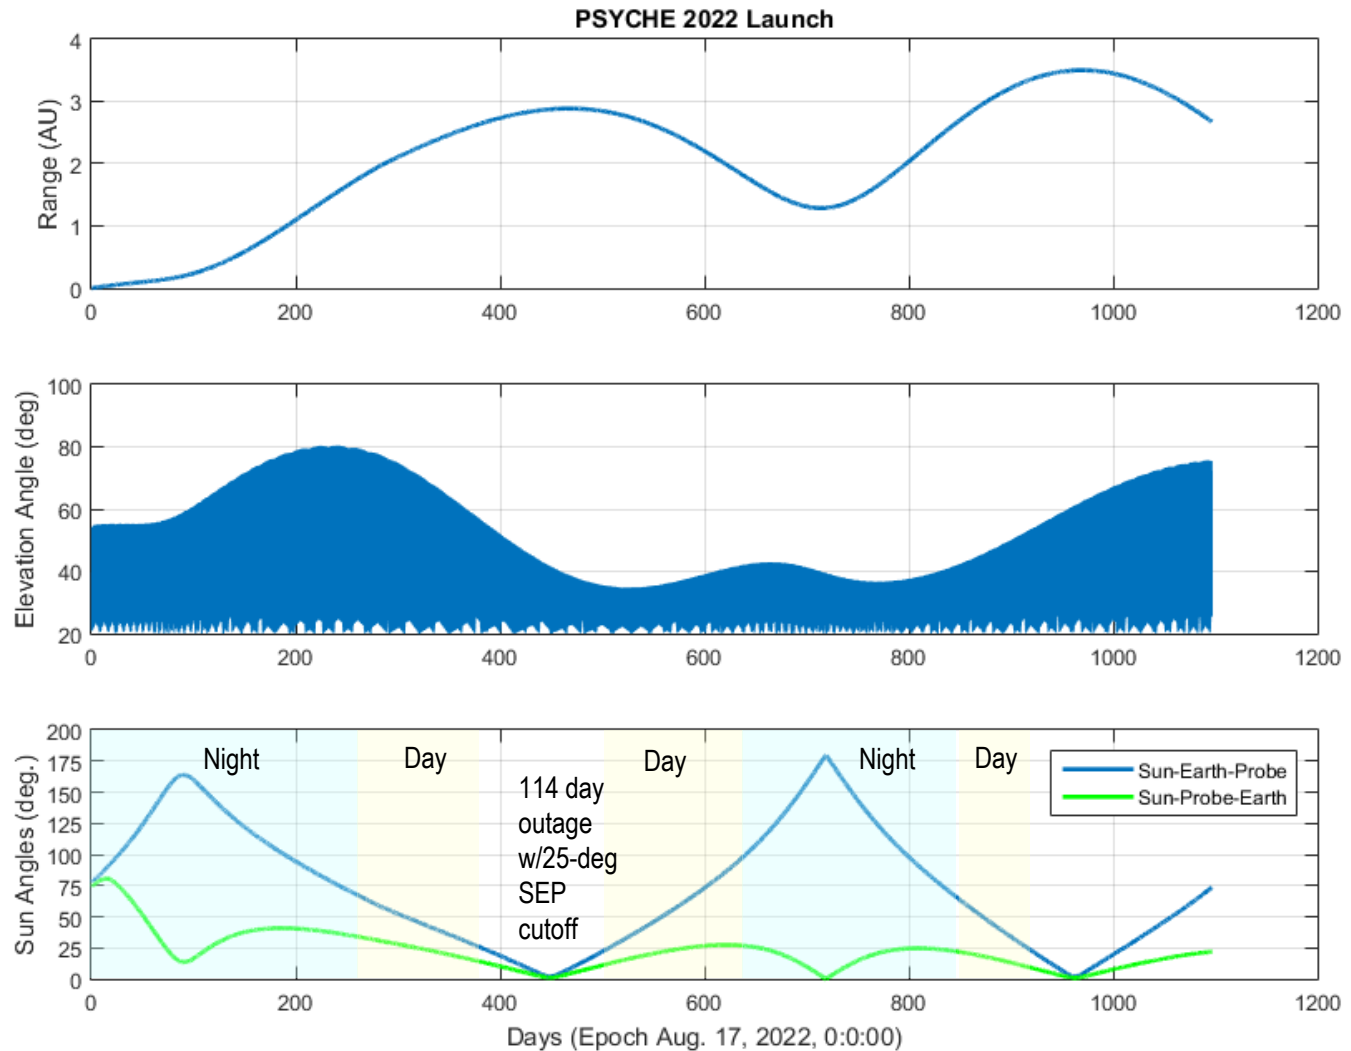 PSYCHE 2022 Launch
Range (AU)
4
3
2
1
0
0 200 400 600 800 1000 1200
Elevation Angle (deg)
100
80
60
40
20
0 200 400 600 800 1000 1200
Sun Angles (deg.)
200
175
150
125
100
75
50
25
0
Night
Day
114 day
outage
w/25-deg
SEP
cutoff
Day
Night
Day
Sun-Earth-Probe
Sun-Probe-Earth
0 200 400 600 800 1000 1200
Days (Epoch Aug. 17, 2022, 0:0:00)